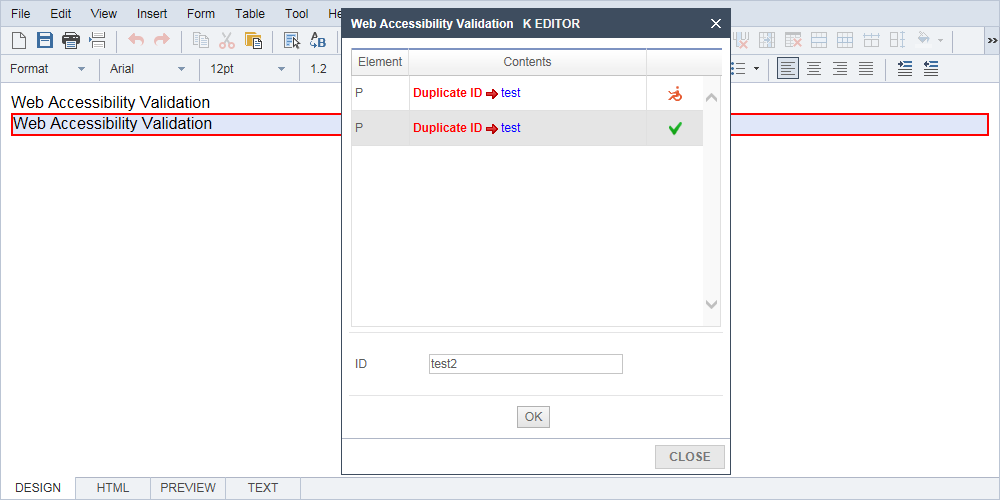 File Edit View Insert Form Table Tool He
Format Arial 12pt 1.2
Web Accessibility Validation
Web Accessibility Validation
Web Accessibility Validation K EDITOR
Element Contents
P Duplicate ID test
P Duplicate ID test
ID test2
OK
CLOSE
DESIGN HTML PREVIEW TEXT